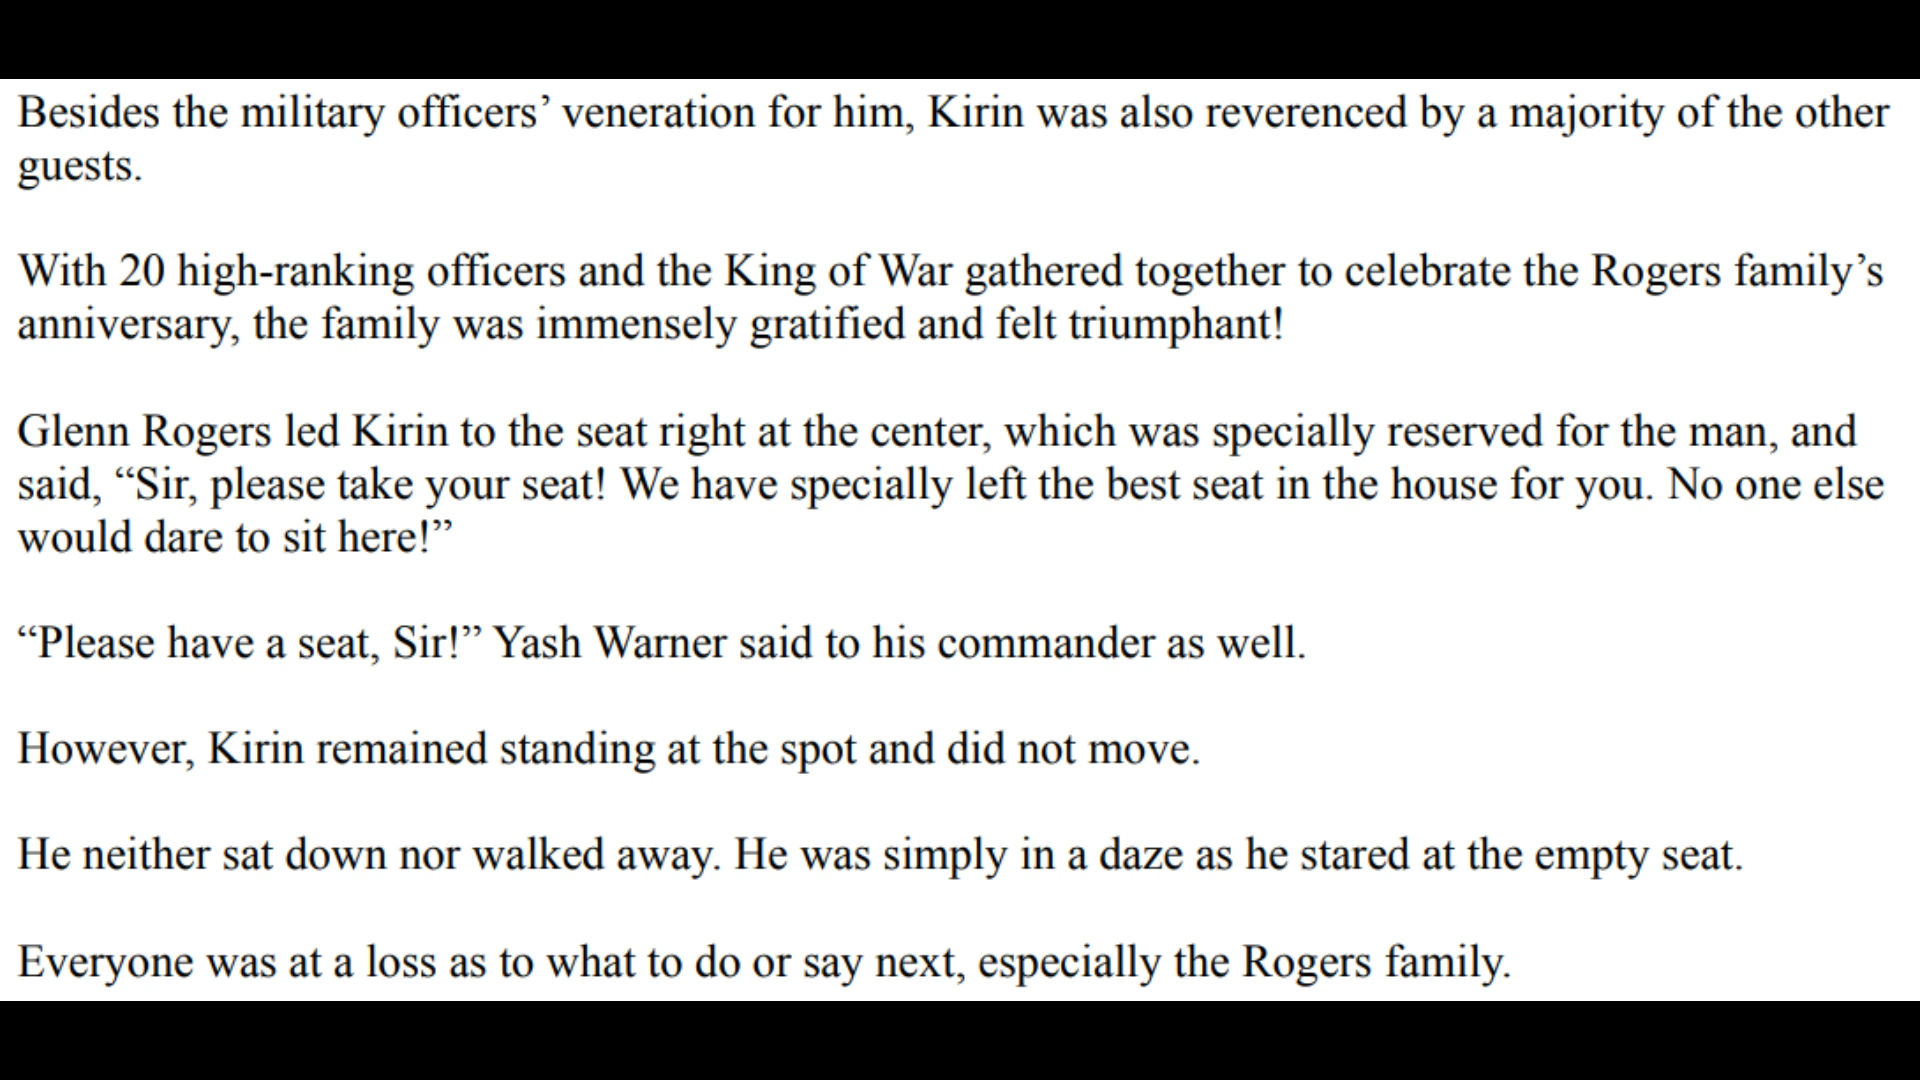 Besides the military officers’ veneration for him, Kirin was also reverenced by a majority of the other
guests.
With 20 high-ranking officers and the King of War gathered together to celebrate the Rogers family’s
anniversary, the family was immensely gratified and felt triumphant!
Glenn Rogers led Kirin to the seat right at the center, which was specially reserved for the man, and
said, “Sir, please take your seat! We have specially left the best seat in the house for you. No one else
would dare to sit here!”
“Please have a seat, Sir!” Yash Warner said to his commander as well.
However, Kirin remained standing at the spot and did not move.
He neither sat down nor walked away. He was simply in a daze as he stared at the empty seat.
Everyone was at a loss as to what to do or say next, especially the Rogers family.